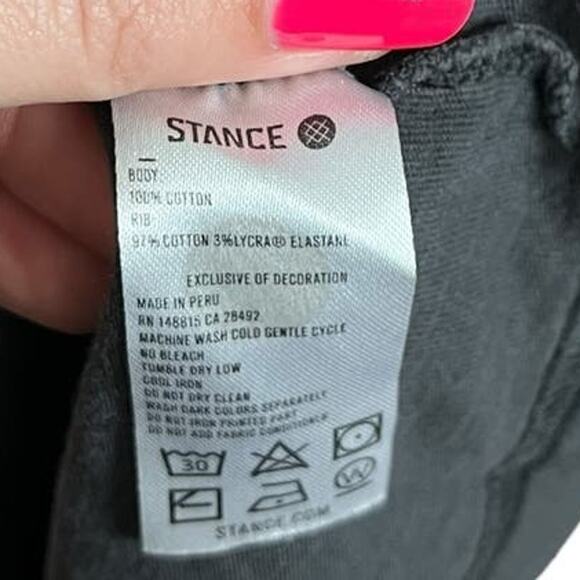 STANCE
BODY
100% COTTON
RIB
97% COTTON 3%LYCRA® ELASTANE
EXCLUSIVE OF DECORATION
MADE IN PERU
RN 148815 CA 28492
MACHINE WASH COLD GENTLE CYCLE
NO BLEACH
TUMBLE DRY LOW
COOL IRON
DO NOT DRY CLEAN
WASH DARK COLORS SEPARATELY
DO NOT IRON PRINTED PART
DO NOT ADD FABRIC CONDITIONER
30
W
STANCE.COM